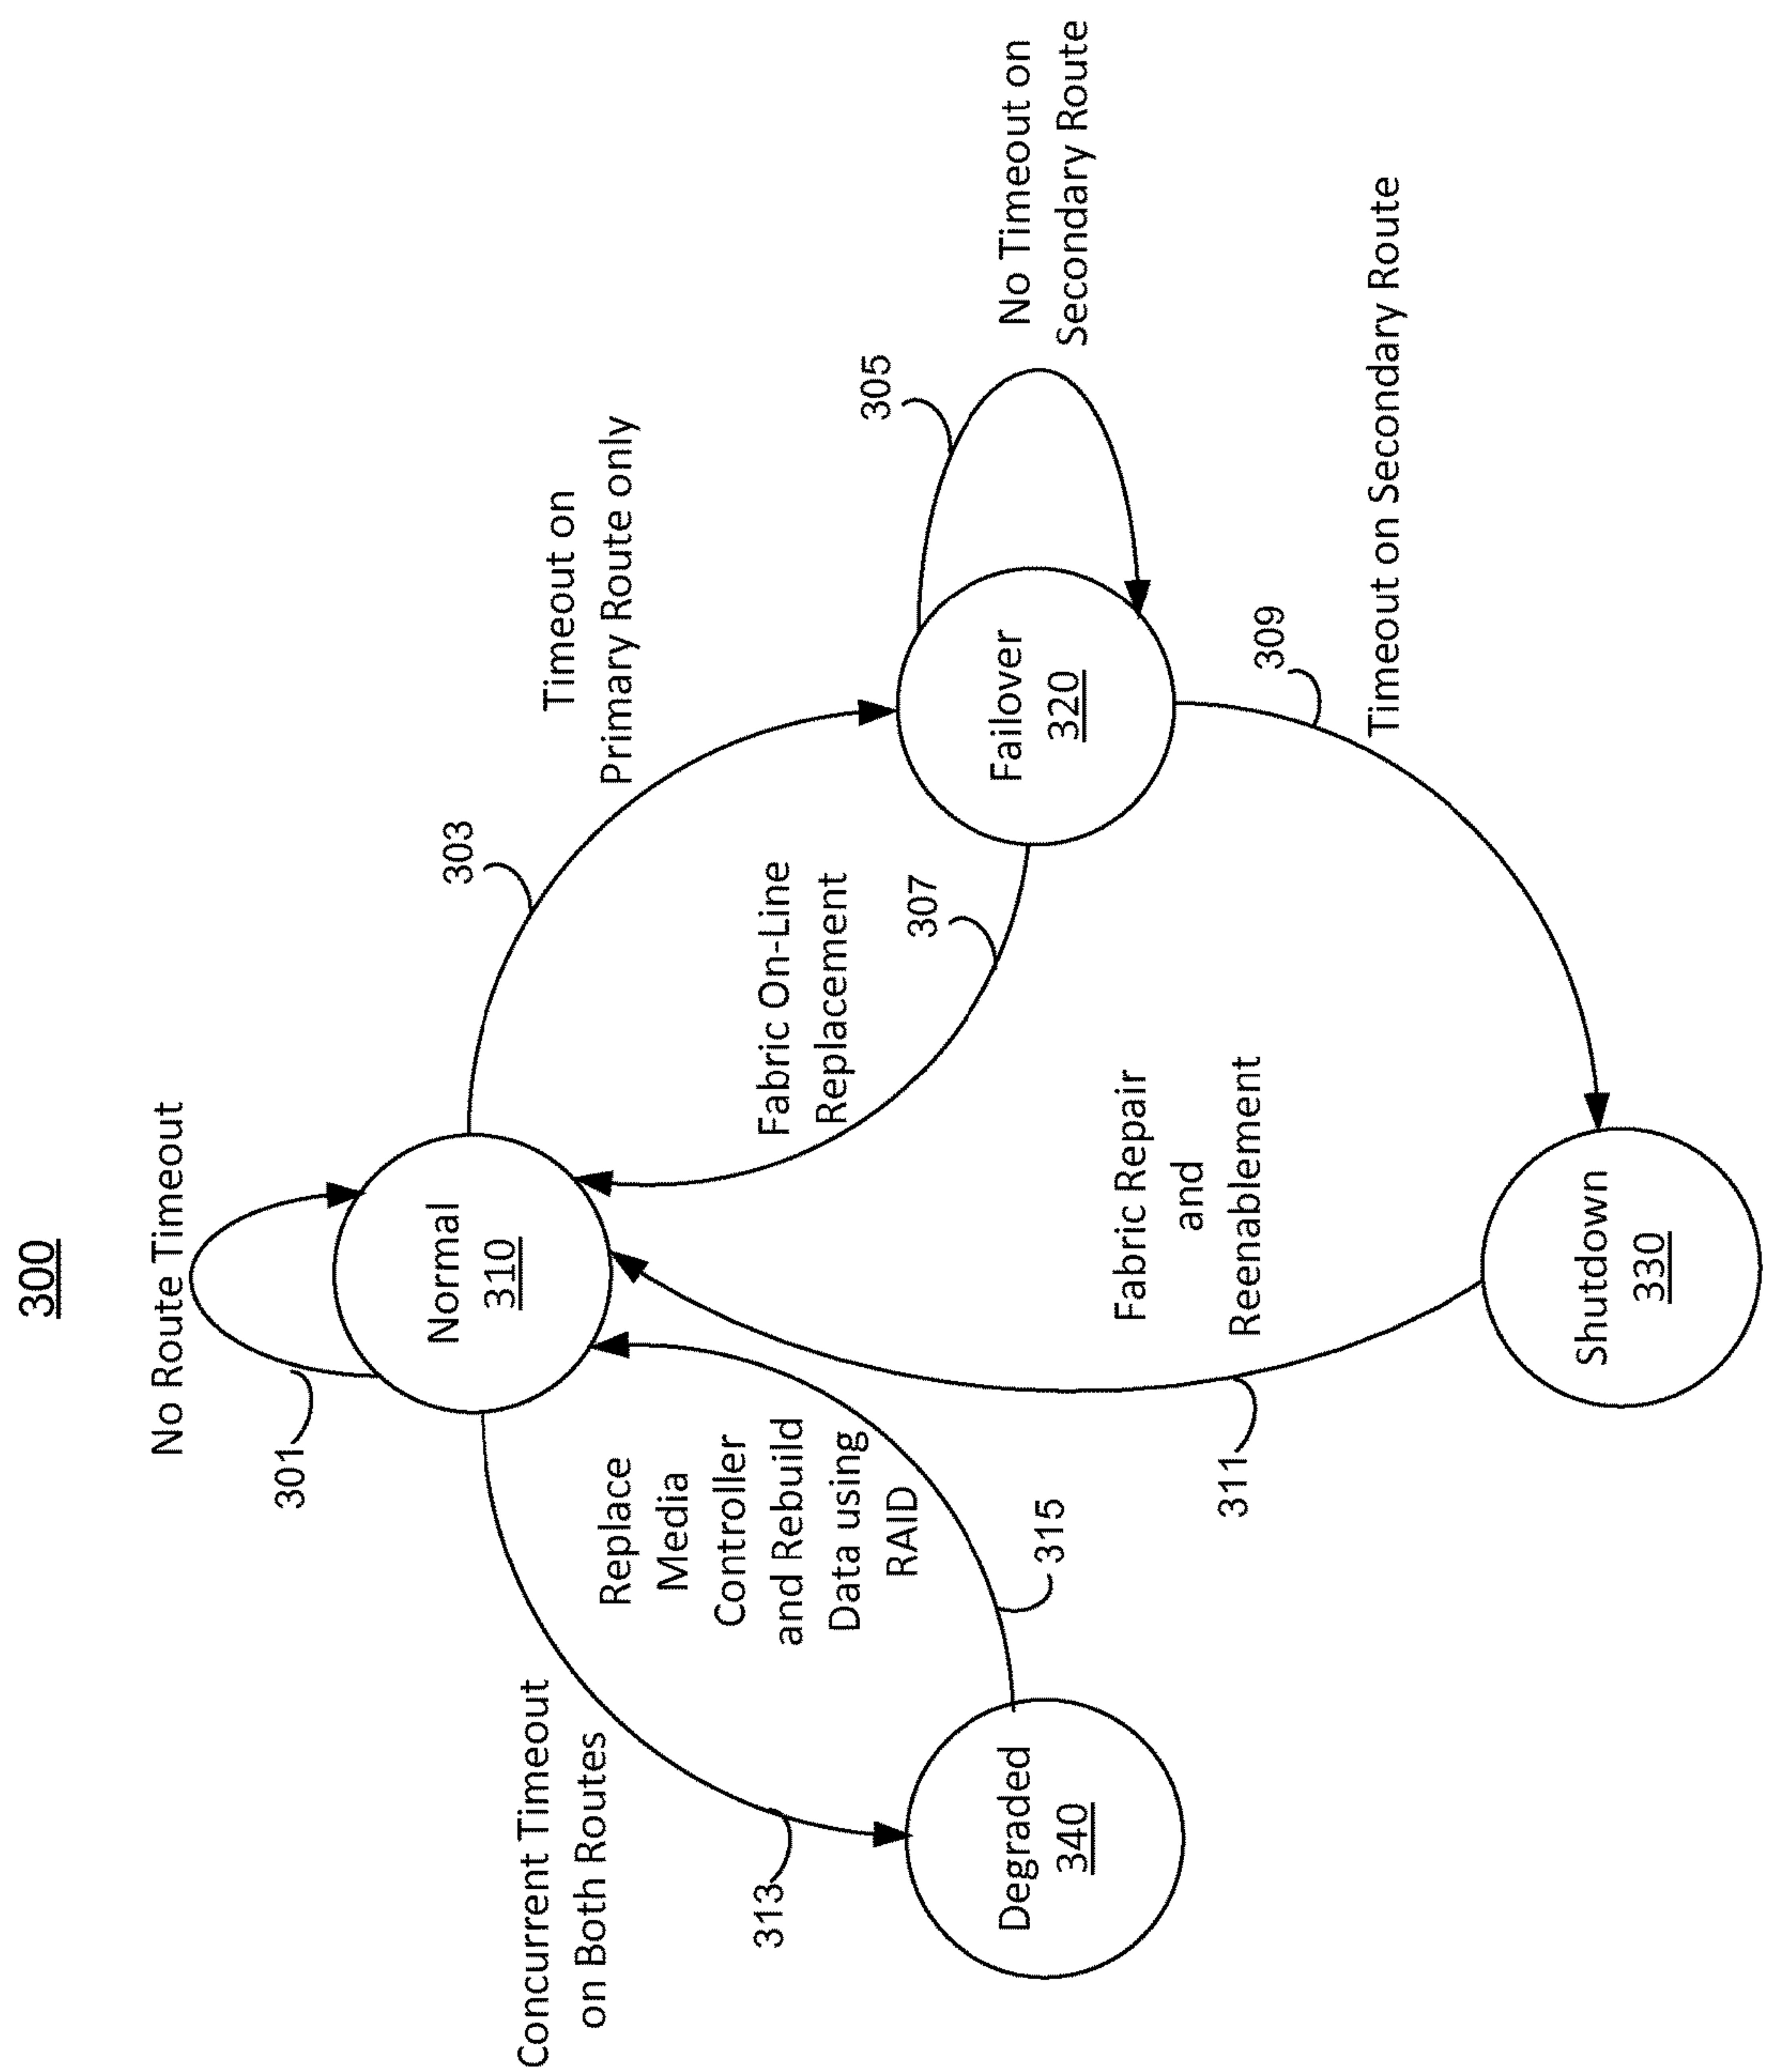 300
No Route Timeout
301
Normal
310
303
Timeout on
Primary Route only
Concurrent Timeout
on Both Routes
313
Replace
Media
Controller
and Rebuild
Data using
RAID
315
Fabric On-Line
Replacement
307
305
No Timeout on
Secondary Route
Failover
320
Degraded
340
Fabric Repair
and
Reenablement
311
309
Timeout on Secondary Route
Shutdown
330